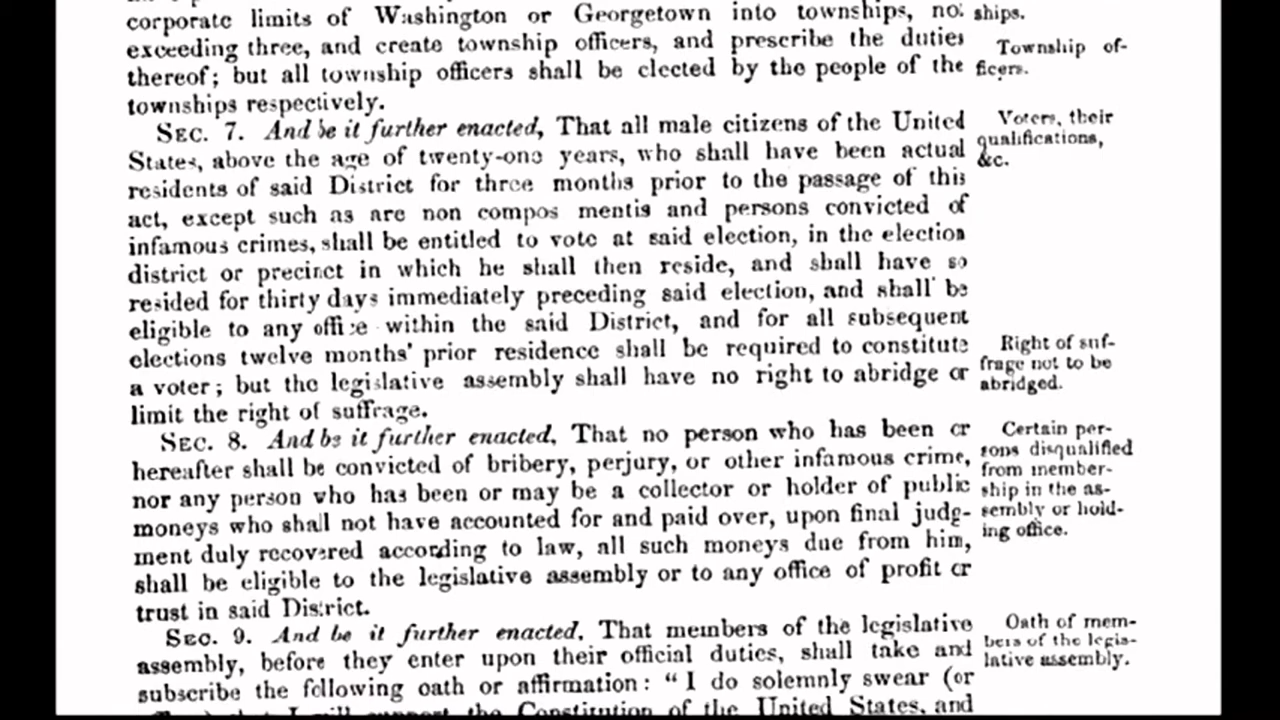 corporate limits of Washington or Georgetown into townships, not
exceeding three, and create township officers, and prescribe the duties
thereof; but all township officers shall be elected by the people of the
townships respectively.
SEC. 7. And be it further enacted, That all male citizens of the United
States, above the age of twenty-one years, who shall have been actual
residents of said District for three months prior to the passage of this
act, except such as are non compos mentis and persons convicted of
infamous crimes, shall be entitled to vote at said election, in the election
district or precinct in which he shall then reside, and shall have so
resided for thirty days immediately preceding said election, and shall be
eligible to any office within the said District, and for all subsequent
elections twelve months' prior residence shall be required to constitute
a voter; but the legislative assembly shall have no right to abridge or
limit the right of suffrage.
SEC. 8. And be it further enacted, That no person who has been or
hereafter shall be convicted of bribery, perjury, or other infamous crime,
nor any person who has been or may be a collector or holder of public
moneys who shall not have accounted for and paid over, upon final judg-
ment duly recovered according to law, all such moneys due from him,
shall be eligible to the legislative assembly or to any office of profit or
trust in said District.
SEC. 9. And be it further enacted, That members of the legislative
assembly, before they enter upon their official duties, shall take and
subscribe the following oath or affirmation: "I do solemnly swear (or
that I will support the Constitution of the United States, and
ships.
Township of-
ficers.
Voters, their
qualifications,
&c.
Right of suf-
frage not to be
abridged.
Certain per-
sons disqualified
from member-
ship in the as-
sembly or hold-
ing office.
Oath of mem-
bers of the legis-
lative assembly.